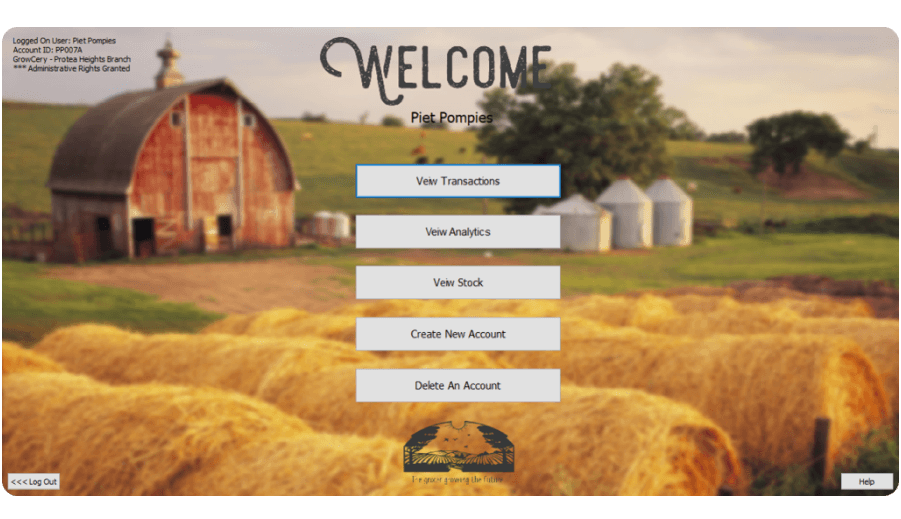 Logged On User: Piet Pompies
Account ID: PP007A
GrowCery - Protea Heights Branch
*** Administrative Rights Granted
WELCOME
Piet Pompies
Veiw Transactions
Veiw Analytics
Veiw Stock
Create New Account
Delete An Account
The grocer growing the future
<<< Log Out
Help